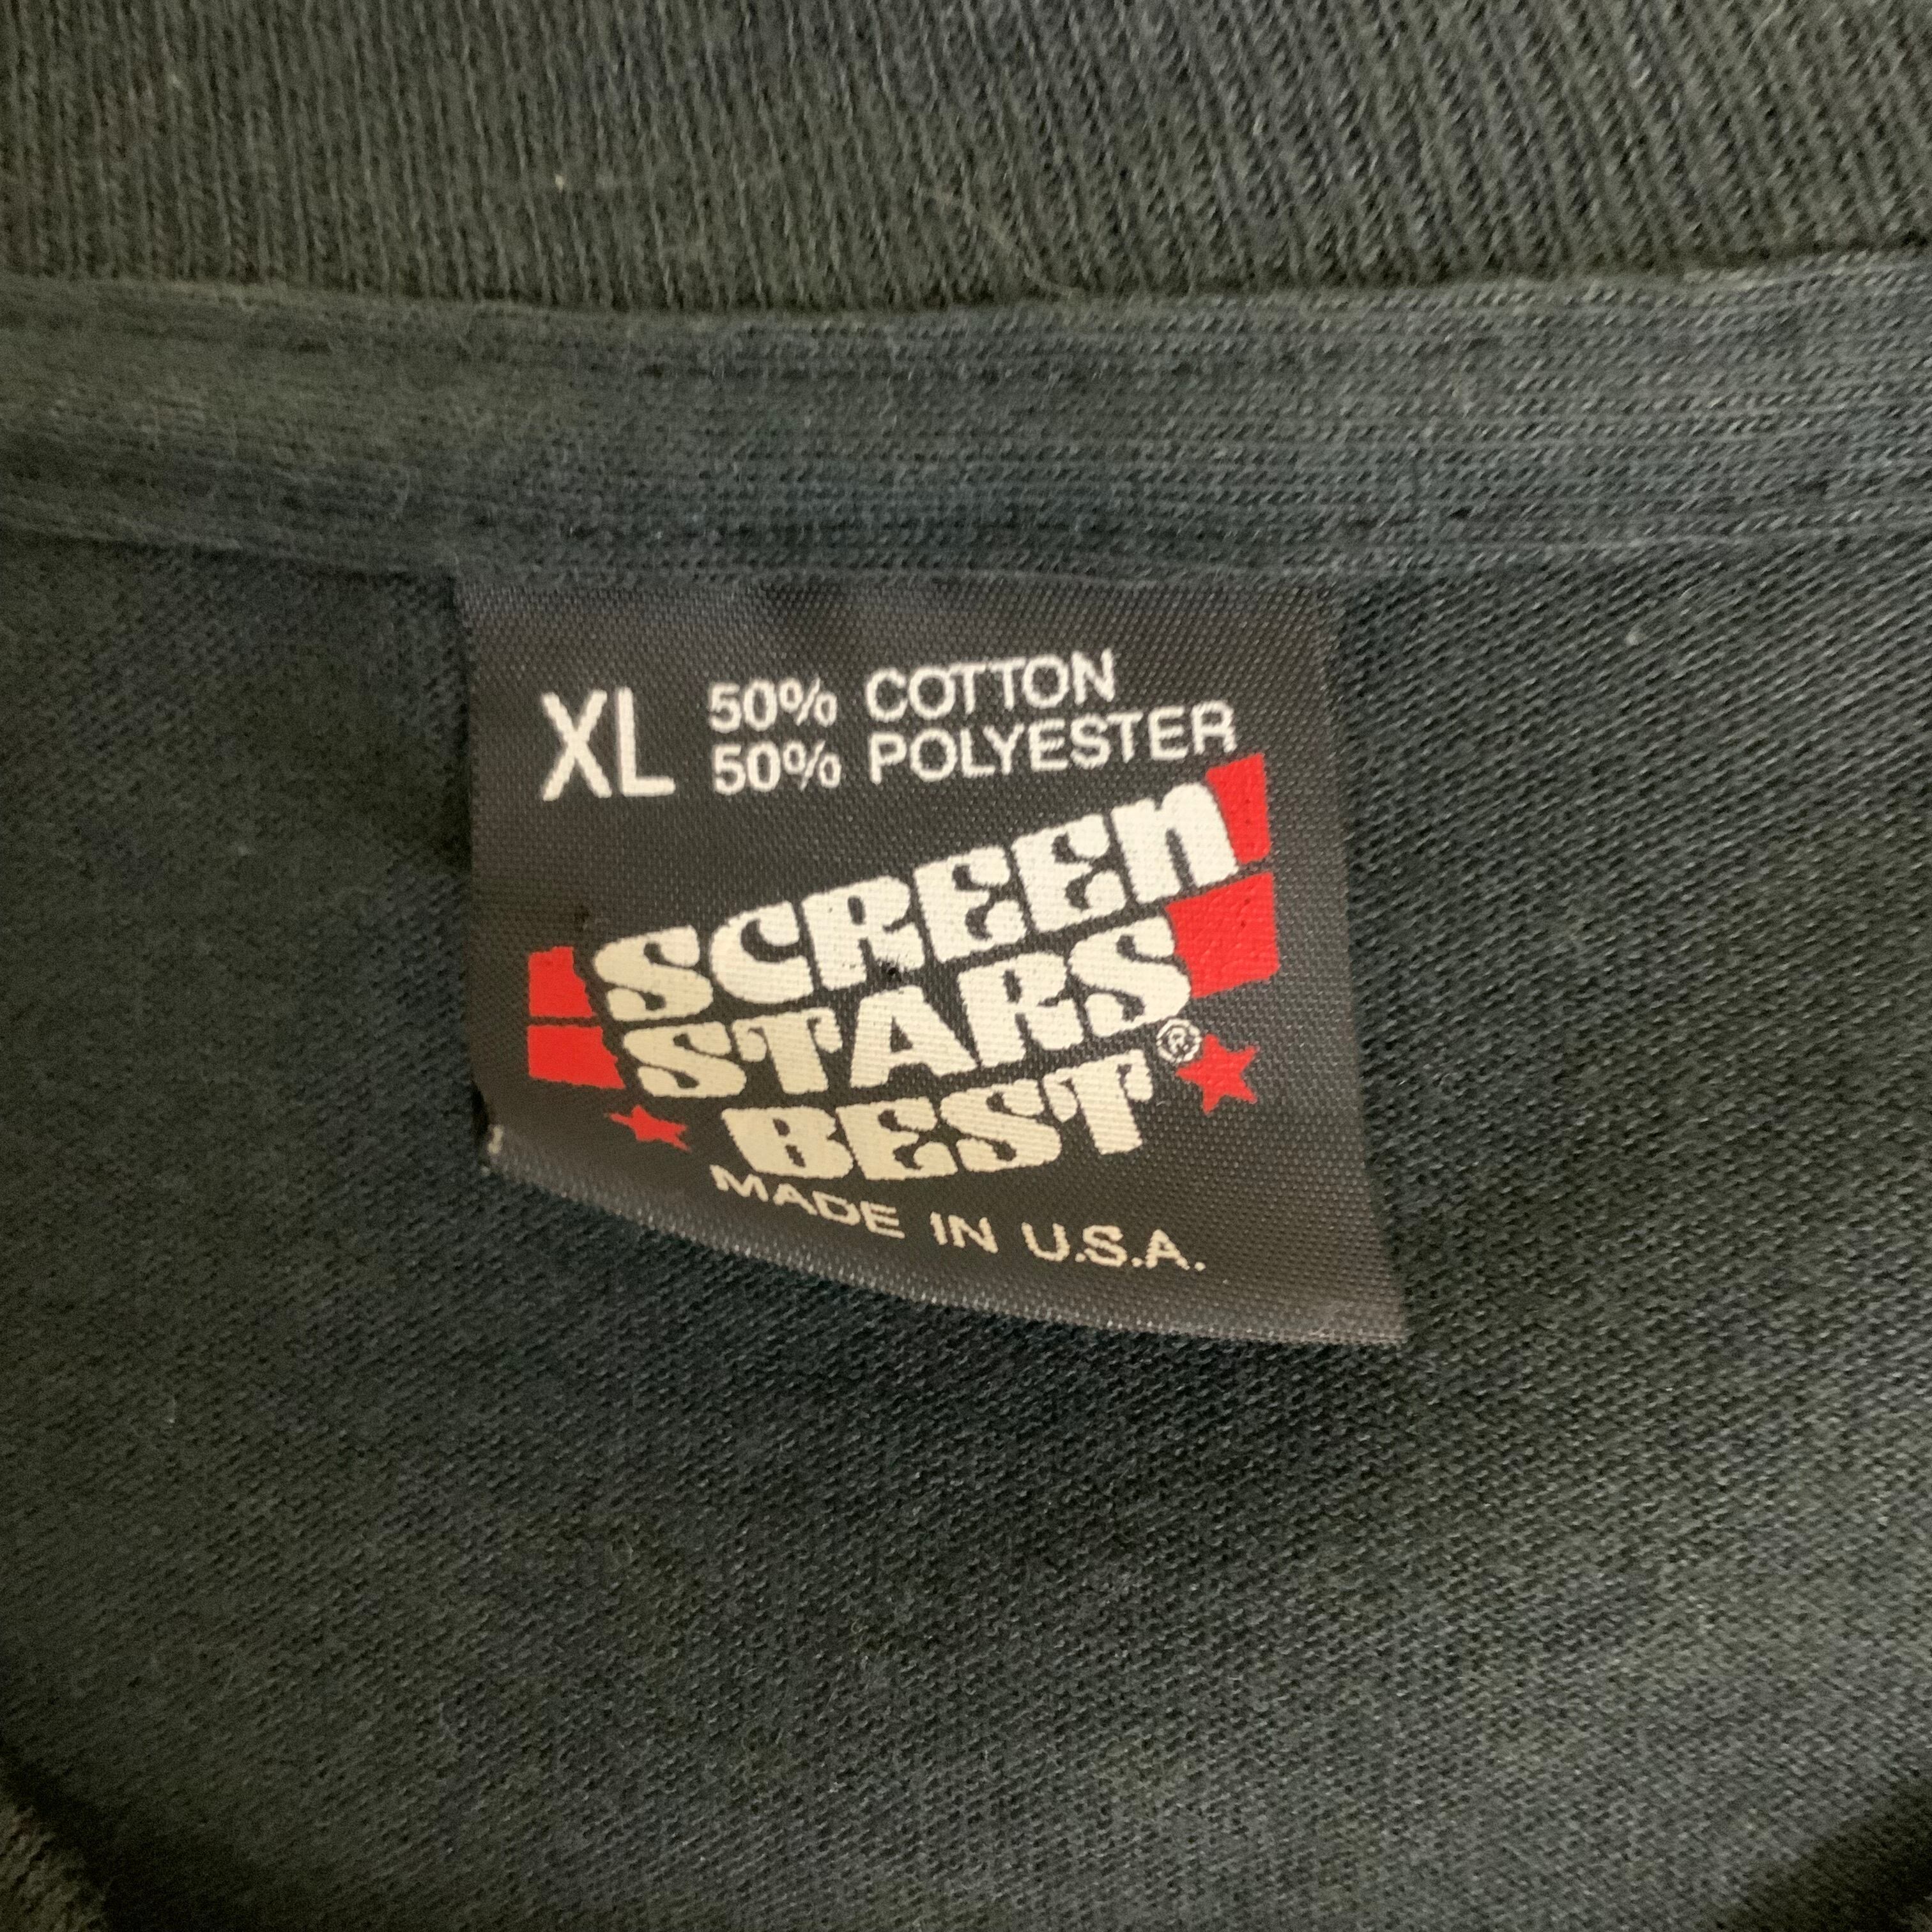 XL 50% COTTON
50% POLYESTER
SCREEN
STARS®
BEST
MADE IN U.S.A.